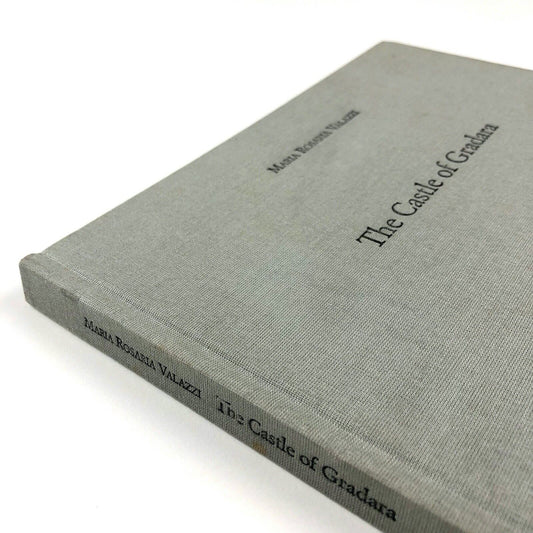 Maria Rosaria Valazzi
The Castle of Gradara
Maria Rosaria Valazzi The Castle of Gradara